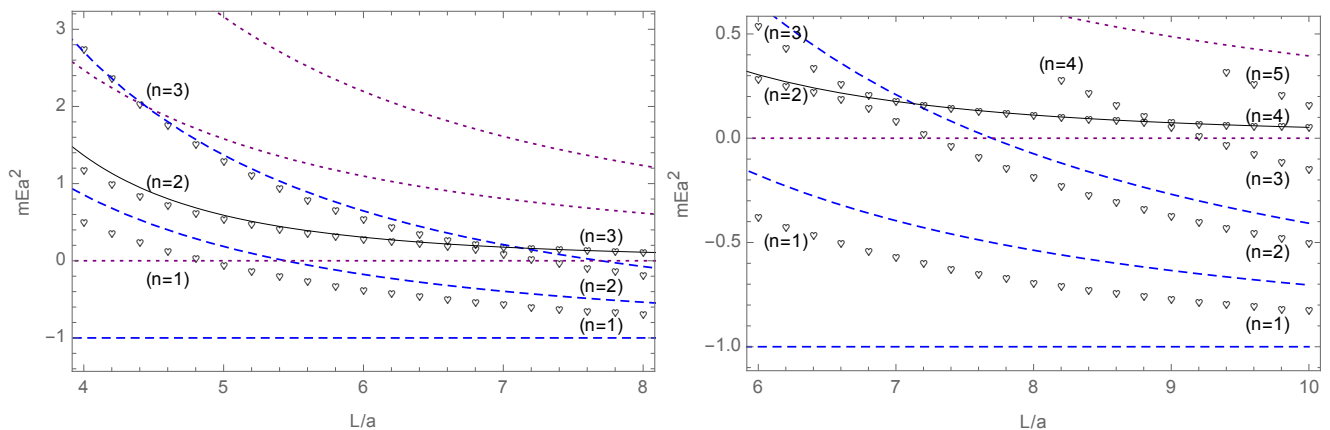 3
2
1
0
−1
4
5
6
7
8
mEa²
L/a
(n=3)
(n=2)
(n=1)
(n=3)
(n=2)
(n=1)
0.5
0.0
−0.5
−1.0
6
7
8
9
10
mEa²
L/a
(n=3)
(n=2)
(n=4)
(n=5)
(n=4)
(n=3)
(n=1)
(n=2)
(n=1)